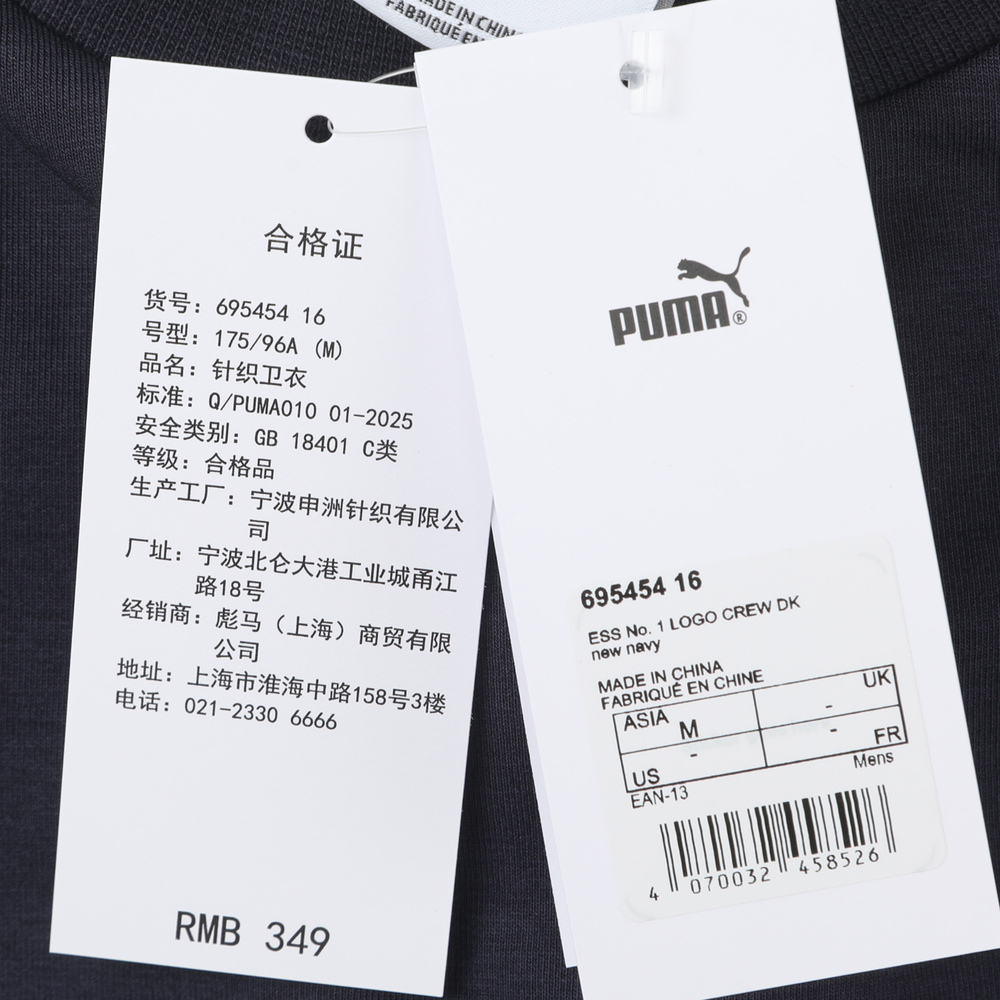 MADE IN CHINA
FABRIQUÉ EN
合格证
货号：695454 16
号型：175/96A (M)
品名：针织卫衣
标准：Q/PUMA010 01-2025
安全类别：GB 18401 C类
等级：合格品
生产工厂：宁波申洲针织有限公
司
厂址：宁波北仑大港工业城甬江
路18号
经销商：彪马（上海）商贸有限
公司
地址：上海市淮海中路158号3楼
电话：021-2330 6666
RMB 349
PUMA®
695454 16
ESS No. 1 LOGO CREW DK
new navy
MADE IN CHINA
FABRIQUÉ EN CHINE
ASIA M - UK
US - - FR
EAN-13 Mens
4 070032 458526